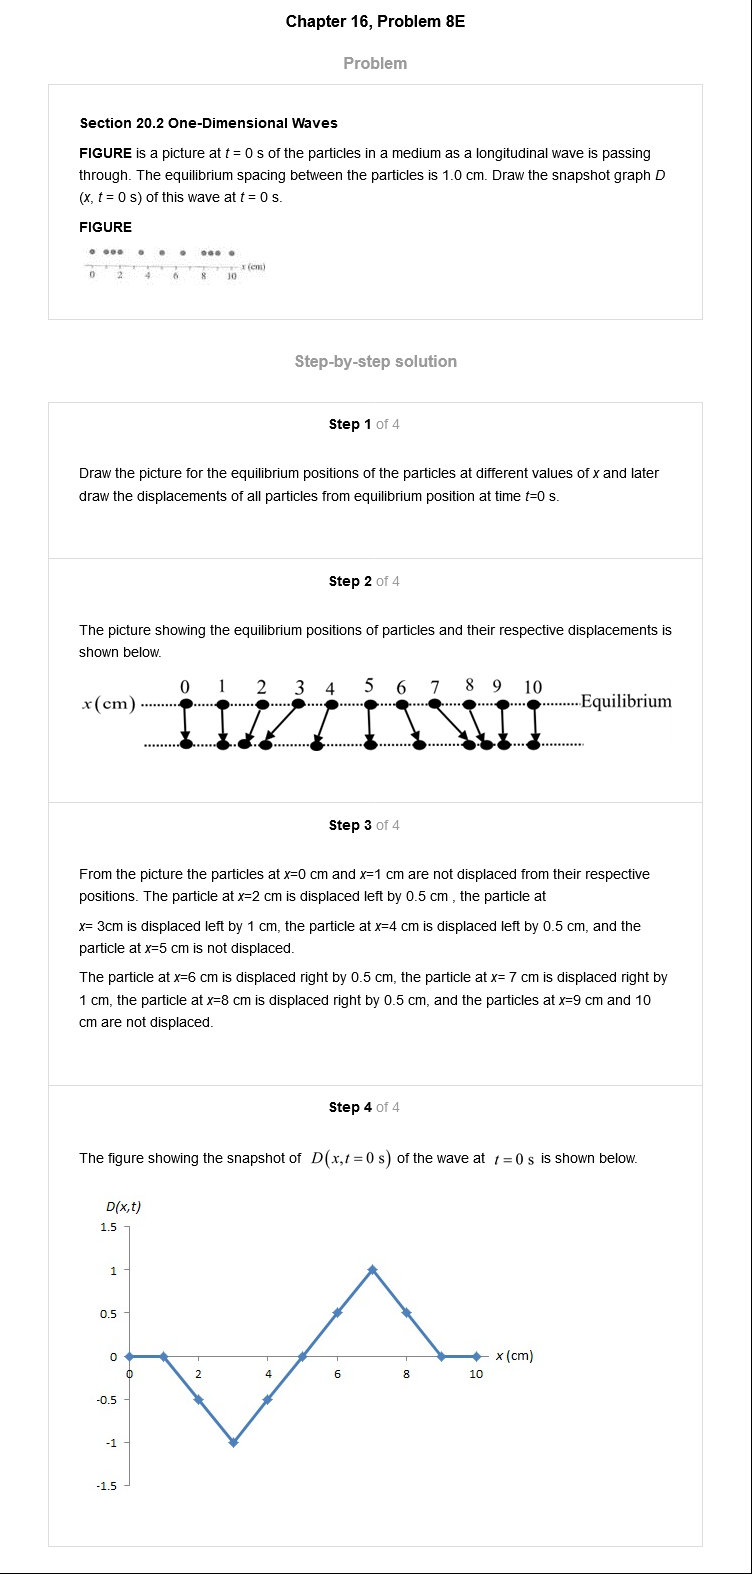 Chapter 16, Problem 8E
Problem
Section 20.2 One-Dimensional Waves
FIGURE is a picture at t = 0 s of the particles in a medium as a longitudinal wave is passing
through. The equilibrium spacing between the particles is 1.0 cm. Draw the snapshot graph D
(x, t = 0 s) of this wave at t = 0 s.
FIGURE
0 2 4 6 8 10 x (cm)
Step-by-step solution
Step 1 of 4
Draw the picture for the equilibrium positions of the particles at different values of x and later
draw the displacements of all particles from equilibrium position at time t=0 s.
Step 2 of 4
The picture showing the equilibrium positions of particles and their respective displacements is
shown below.
0 1 2 3 4 5 6 7 8 9 10
x(cm) Equilibrium
Step 3 of 4
From the picture the particles at x=0 cm and x=1 cm are not displaced from their respective
positions. The particle at x=2 cm is displaced left by 0.5 cm , the particle at
x= 3cm is displaced left by 1 cm, the particle at x=4 cm is displaced left by 0.5 cm, and the
particle at x=5 cm is not displaced.
The particle at x=6 cm is displaced right by 0.5 cm, the particle at x= 7 cm is displaced right by
1 cm, the particle at x=8 cm is displaced right by 0.5 cm, and the particles at x=9 cm and 10
cm are not displaced.
Step 4 of 4
The figure showing the snapshot of D(x,t = 0 s) of the wave at t = 0 s is shown below.
D(x,t)
1.5
1
0.5
0 x (cm)
0 2 4 6 8 10
-0.5
-1
-1.5